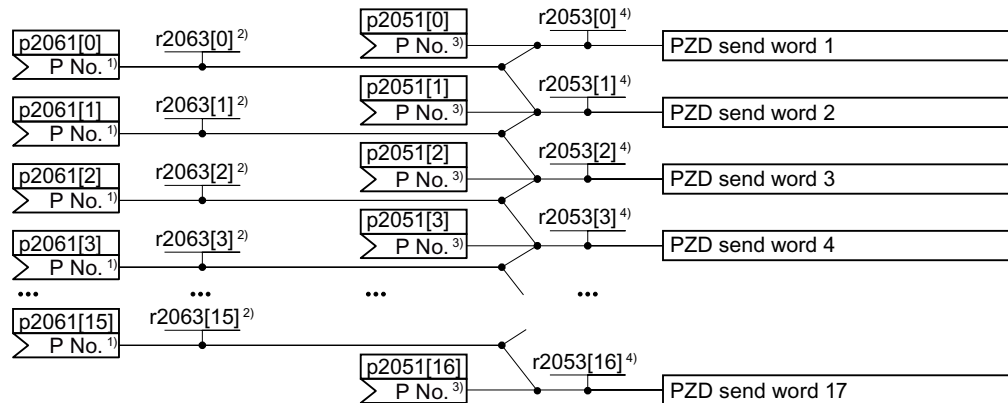 p2051[0] r2053[0] 4)
p2061[0] r2063[0] 2) P No. 3) PZD send word 1
P No. 1)
p2051[1] r2053[1] 4)
p2061[1] r2063[1] 2) P No. 3) PZD send word 2
P No. 1)
p2051[2] r2053[2] 4)
p2061[2] r2063[2] 2) P No. 3) PZD send word 3
P No. 1)
p2051[3] r2053[3] 4)
p2061[3] r2063[3] 2) P No. 3) PZD send word 4
P No. 1)
... ... ... ...
p2061[15] r2063[15] 2)
P No. 1)
p2051[16] r2053[16] 4)
P No. 3) PZD send word 17